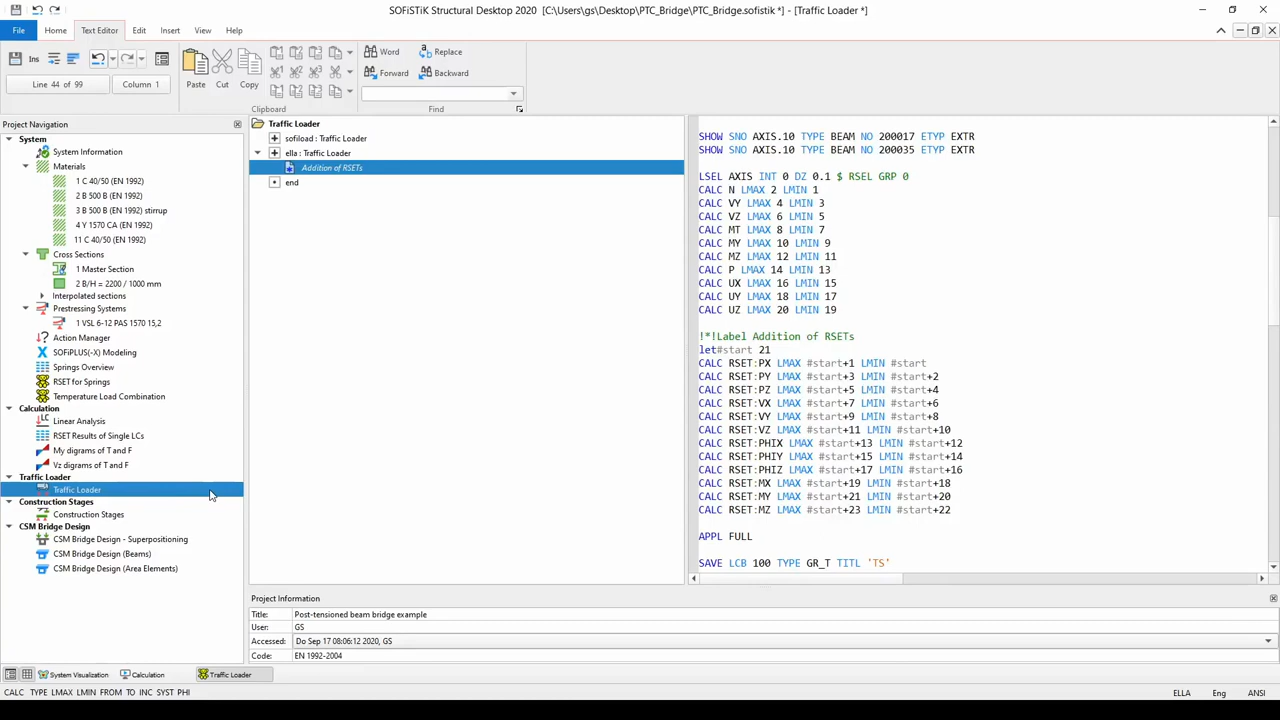 SOFiSTiK Structural Desktop 2020 [C:\Users\gs\Desktop\PTC_Bridge\PTC_Bridge.sofistik *] - [Traffic Loader *]
File Home Text Editor Edit Insert View Help
Ins
Line 44 of 99 Column 1
Paste Cut Copy
Clipboard
Word Replace
Forward Backward
Find
Project Navigation
System
System Information
Materials
1 C 40/50 (EN 1992)
2 B 500 B (EN 1992)
3 B 500 B (EN 1992) stirrup
4 Y 1570 CA (EN 1992)
11 C 40/50 (EN 1992)
Cross Sections
1 Master Section
2 B/H = 2200 / 1000 mm
Interpolated sections
Prestressing Systems
1 VSL 6-12 PAS 1570 15,2
Action Manager
SOFiPLUS(-X) Modeling
Springs Overview
RSET for Springs
Temperature Load Combination
Calculation
Linear Analysis
RSET Results of Single LCs
My digrams of T and F
Vz digrams of T and F
Traffic Loader
Traffic Loader
Construction Stages
Construction Stages
CSM Bridge Design
CSM Bridge Design - Superpositioning
CSM Bridge Design (Beams)
CSM Bridge Design (Area Elements)
Traffic Loader
sofiload : Traffic Loader
ella : Traffic Loader
Addition of RSETs
end
SHOW SNO AXIS.10 TYPE BEAM NO 200017 ETYP EXTR
SHOW SNO AXIS.10 TYPE BEAM NO 200035 ETYP EXTR
LSEL AXIS INT 0 DZ 0.1 $ RSEL GRP 0
CALC N LMAX 2 LMIN 1
CALC VY LMAX 4 LMIN 3
CALC VZ LMAX 6 LMIN 5
CALC MT LMAX 8 LMIN 7
CALC MY LMAX 10 LMIN 9
CALC MZ LMAX 12 LMIN 11
CALC P LMAX 14 LMIN 13
CALC UX LMAX 16 LMIN 15
CALC UY LMAX 18 LMIN 17
CALC UZ LMAX 20 LMIN 19
!*!Label Addition of RSETs
let#start 21
CALC RSET:PX LMAX #start+1 LMIN #start
CALC RSET:PY LMAX #start+3 LMIN #start+2
CALC RSET:PZ LMAX #start+5 LMIN #start+4
CALC RSET:VX LMAX #start+7 LMIN #start+6
CALC RSET:VY LMAX #start+9 LMIN #start+8
CALC RSET:VZ LMAX #start+11 LMIN #start+10
CALC RSET:PHIX LMAX #start+13 LMIN #start+12
CALC RSET:PHIY LMAX #start+15 LMIN #start+14
CALC RSET:PHIZ LMAX #start+17 LMIN #start+16
CALC RSET:MX LMAX #start+19 LMIN #start+18
CALC RSET:MY LMAX #start+21 LMIN #start+20
CALC RSET:MZ LMAX #start+23 LMIN #start+22
APPL FULL
SAVE LCB 100 TYPE GR_T TITL 'TS'
Project Information
Title: Post-tensioned beam bridge example
User: GS
Accessed: Do Sep 17 08:06:12 2020, GS
Code: EN 1992-2004
System Visualization Calculation Traffic Loader
CALC TYPE LMAX LMIN FROM TO INC SYST PHI ELLA Eng ANSI